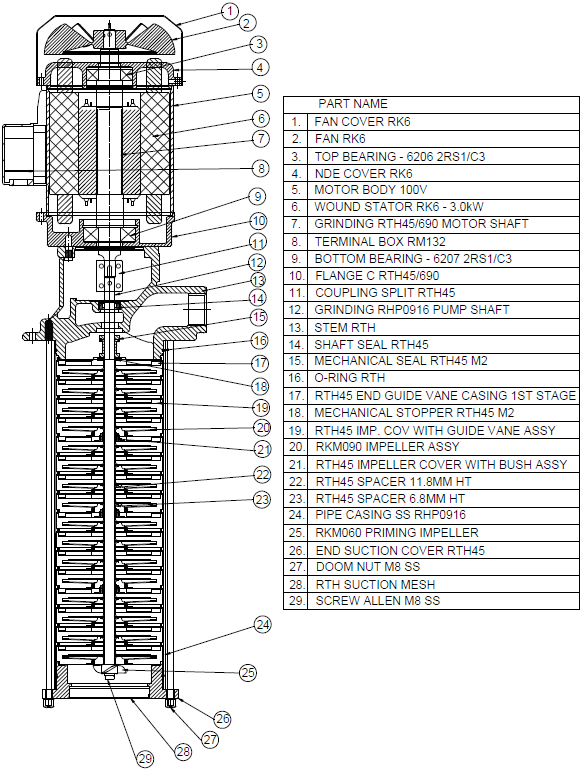 1
2
3
4
5
6
7
8
9
10
11
12
13
14
15
16
17
18
19
20
21
22
23
24
25
26
27
28
29
PART NAME
1. FAN COVER RK6
2. FAN RK6
3. TOP BEARING - 6206 2RS1/C3
4. NDE COVER RK6
5. MOTOR BODY 100V
6. WOUND STATOR RK6 - 3.0kW
7. GRINDING RTH45/690 MOTOR SHAFT
8. TERMINAL BOX RM132
9. BOTTOM BEARING - 6207 2RS1/C3
10. FLANGE C RTH45/690
11. COUPLING SPLIT RTH45
12. GRINDING RHP0916 PUMP SHAFT
13. STEM RTH
14. SHAFT SEAL RTH45
15. MECHANICAL SEAL RTH45 M2
16. O-RING RTH
17. RTH45 END GUIDE VANE CASING 1ST STAGE
18. MECHANICAL STOPPER RTH45 M2
19. RTH45 IMP. COV WITH GUIDE VANE ASSY
20. RKM090 IMPELLER ASSY
21. RTH45 IMPELLER COVER WITH BUSH ASSY
22. RTH45 SPACER 11.8MM HT
23. RTH45 SPACER 6.8MM HT
24. PIPE CASING SS RHP0916
25. RKM060 PRIMING IMPELLER
26. END SUCTION COVER RTH45
27. DOOM NUT M8 SS
28. RTH SUCTION MESH
29. SCREW ALLEN M8 SS